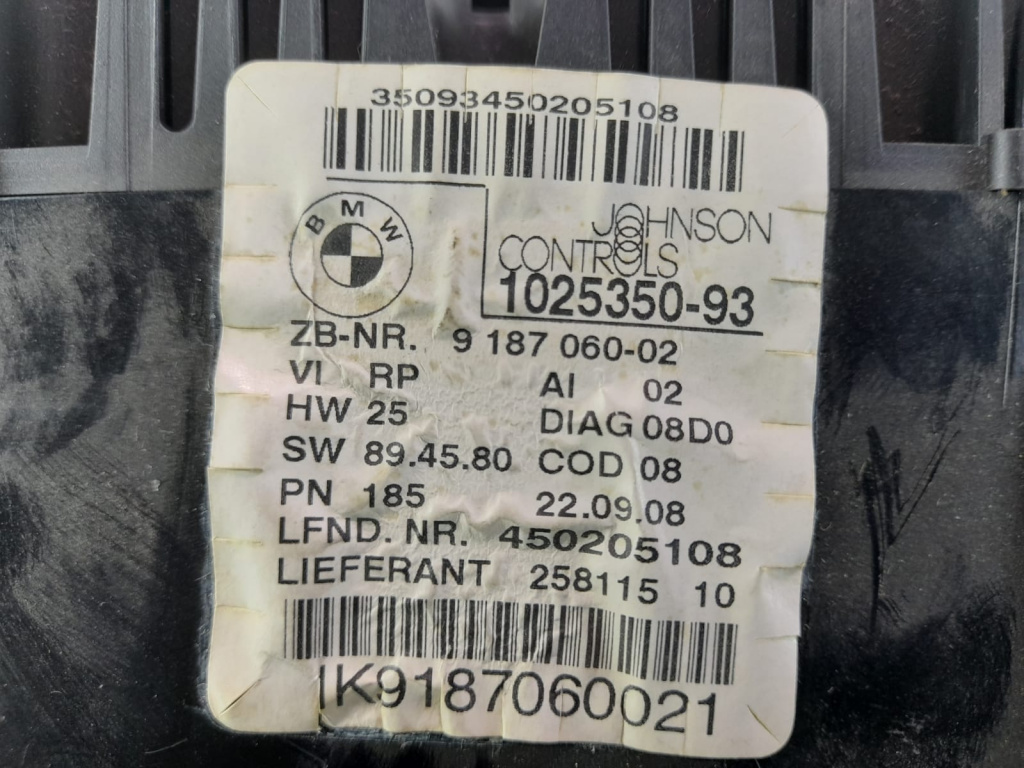 35093450205108
BMW
JOHNSON
CONTROLS
1025350-93
ZB-NR. 9 187 060-02
VI RP AI 02
HW 25 DIAG 08D0
SW 89.45.80 COD 08
PN 185 22.09.08
LFND. NR. 450205108
LIEFERANT 258115 10
IK9187060021